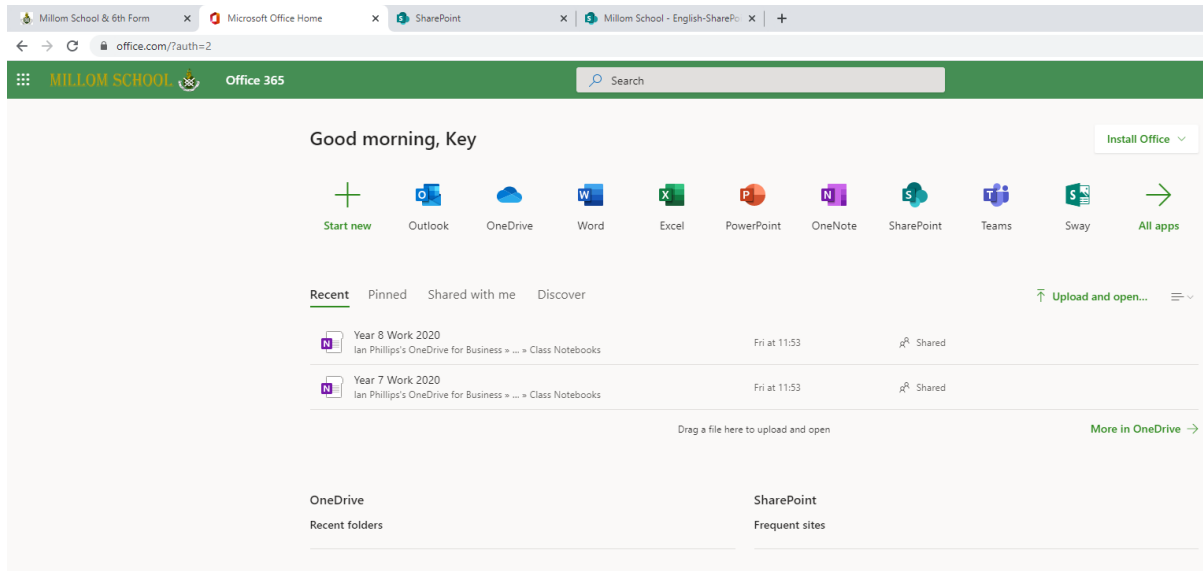 Millom School & 6th Form
Microsoft Office Home
SharePoint
Millom School - English-SharePo
office.com/?auth=2
MILLOM SCHOOL
Office 365
Search
Good morning, Key
Install Office
Start new
Outlook
OneDrive
Word
Excel
PowerPoint
OneNote
SharePoint
Teams
Sway
All apps
Recent
Pinned
Shared with me
Discover
Upload and open...
Year 8 Work 2020
Ian Phillips's OneDrive for Business » ... » Class Notebooks
Fri at 11:53
Shared
Year 7 Work 2020
Ian Phillips's OneDrive for Business » ... » Class Notebooks
Fri at 11:53
Shared
Drag a file here to upload and open
More in OneDrive
OneDrive
Recent folders
SharePoint
Frequent sites